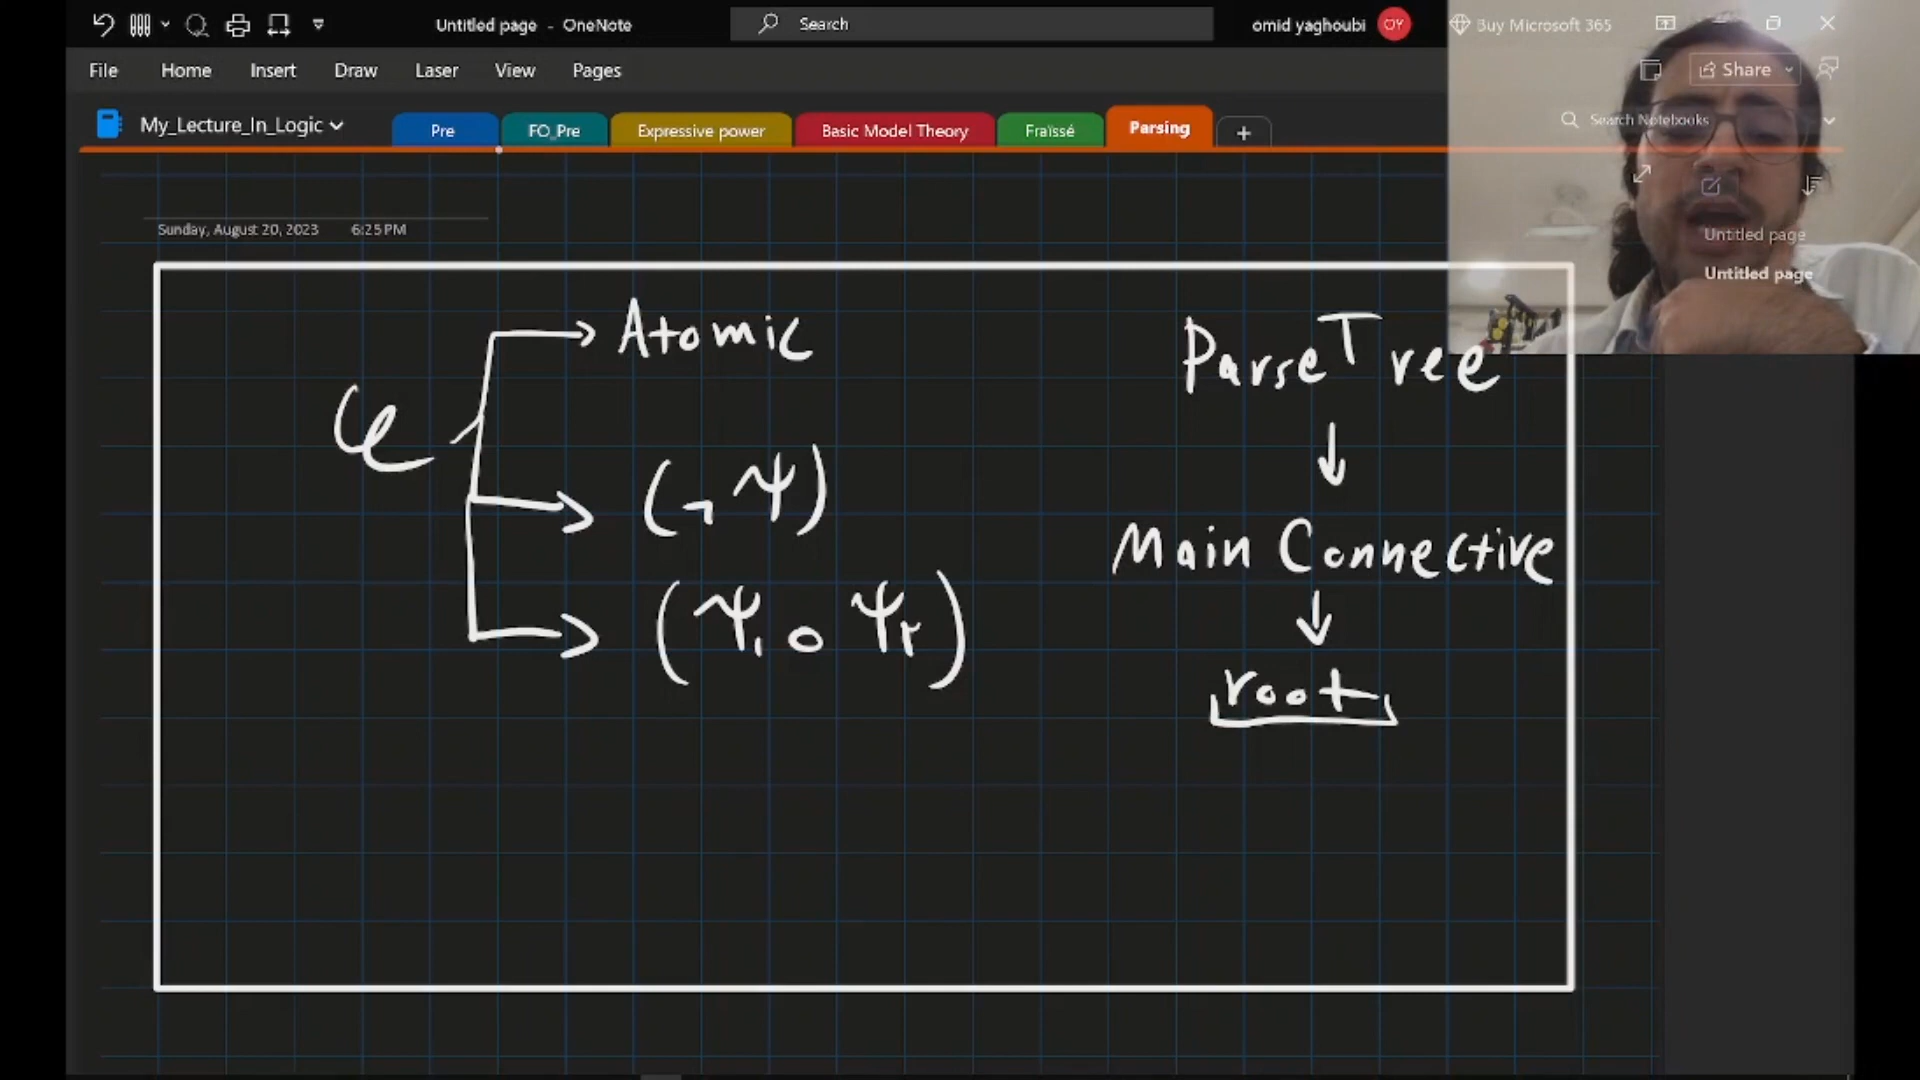 Untitled page - OneNote
Search
omid yaghoubi
OY
Buy Microsoft 365
File Home Insert Draw Laser View Pages
Share
My_Lecture_In_Logic
Pre
FO_Pre
Expressive power
Basic Model Theory
Fraïssé
Parsing
+
Search Notebooks
Untitled page
Untitled page
Sunday, August 20, 2023 6:25 PM
Atomic
φ
(¬ψ)
(ψ₁ ∘ ψ₂)
Parse Tree
↓
Main Connective
↓
root